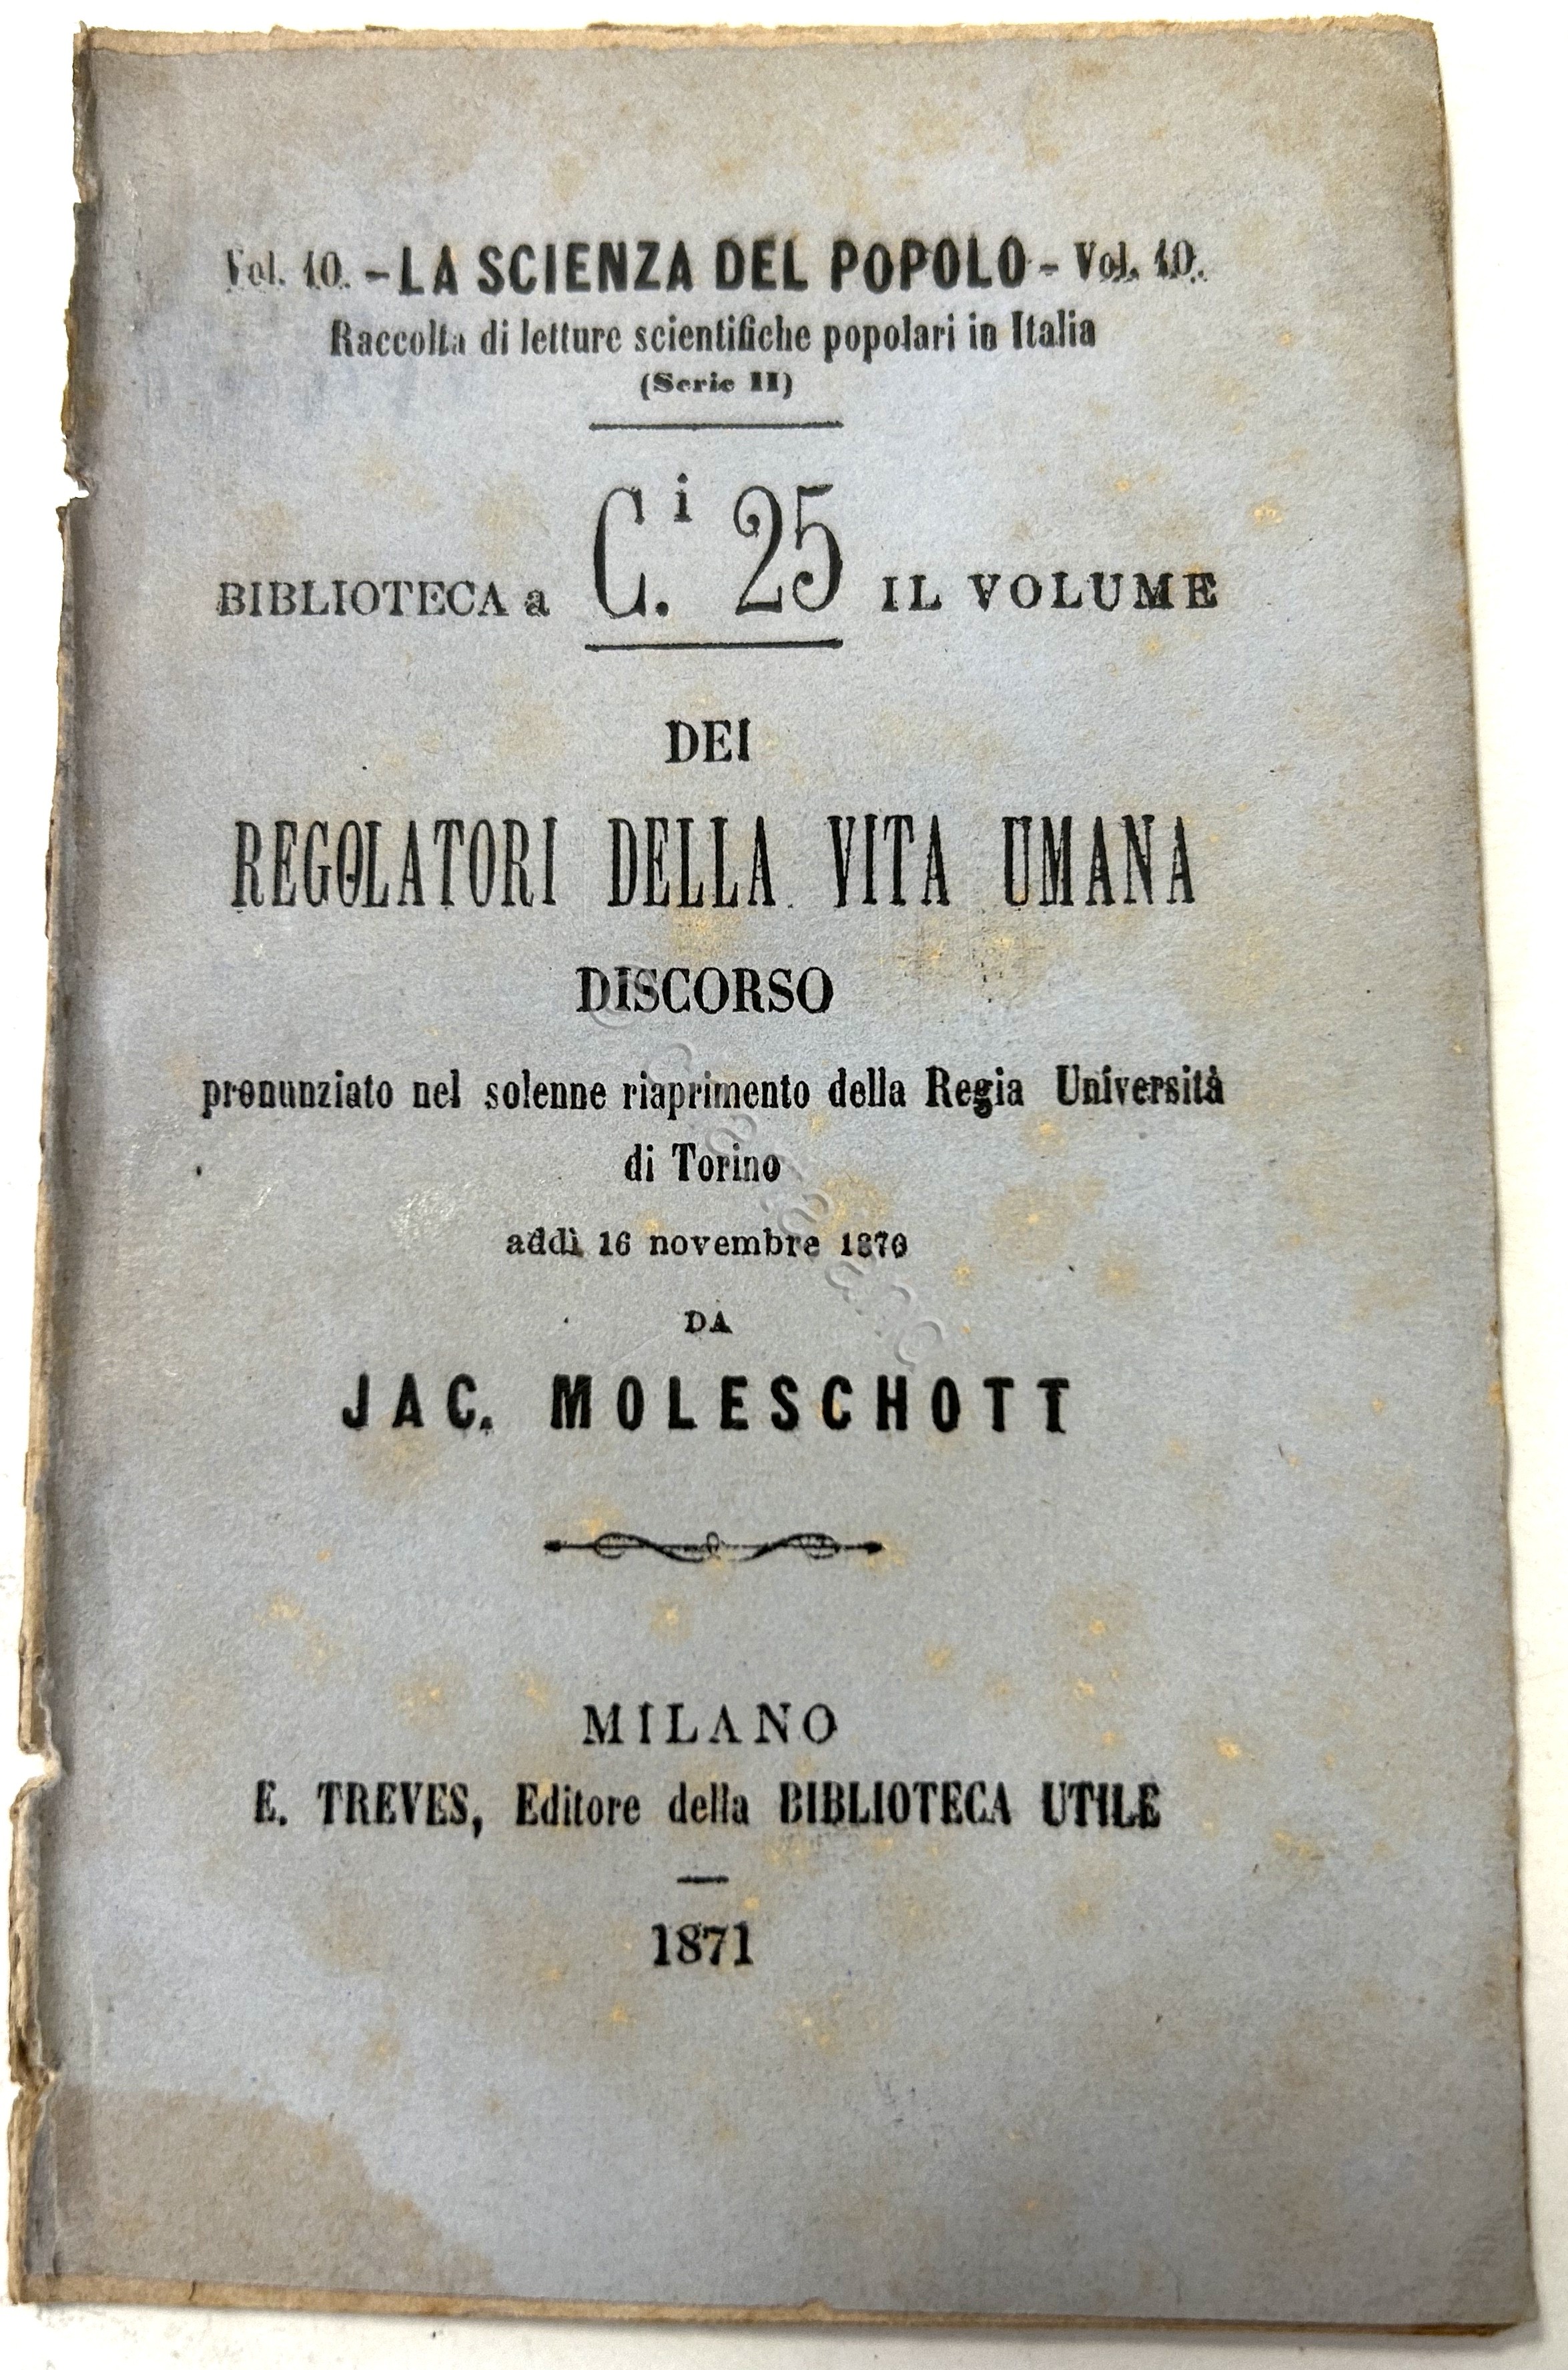 Vol. 10. - LA SCIENZA DEL POPOLO - Vol. 10.
Raccolta di letture scientifiche popolari in Italia
(Serie II)
BIBLIOTECA a C.i 25 IL VOLUME
DEI
REGOLATORI DELLA VITA UMANA
DISCORSO
pronunziato nel solenne riaprimento della Regia Università
di Torino
addì 16 novembre 1870
DA
JAC. MOLESCHOTT
MILANO
E. TREVES, Editore della BIBLIOTECA UTILE
1871